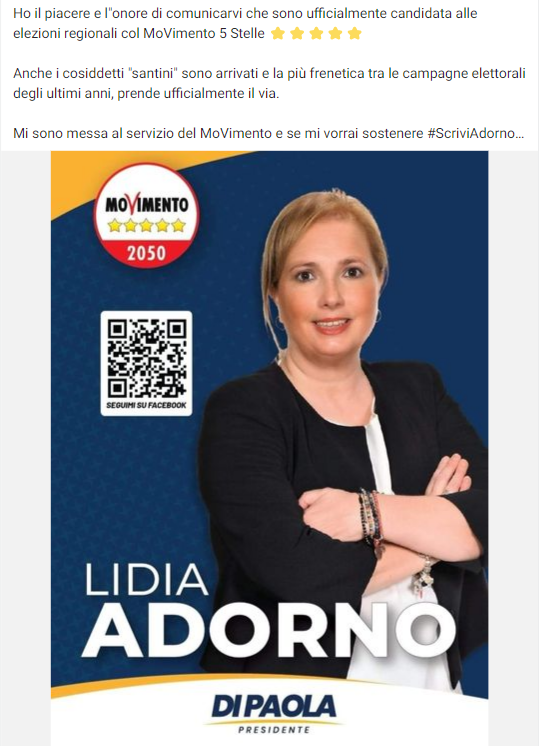 Ho il piacere e l"onore di comunicarvi che sono ufficialmente candidata alle
elezioni regionali col MoVimento 5 Stelle ⭐⭐⭐⭐⭐
Anche i cosiddetti "santini" sono arrivati e la più frenetica tra le campagne elettorali
degli ultimi anni, prende ufficialmente il via.
Mi sono messa al servizio del MoVimento e se mi vorrai sostenere #ScriviAdorno…
MOVIMENTO
2050
SEGUIMI SU FACEBOOK
LIDIA
ADORNO
DI PAOLA
PRESIDENTE